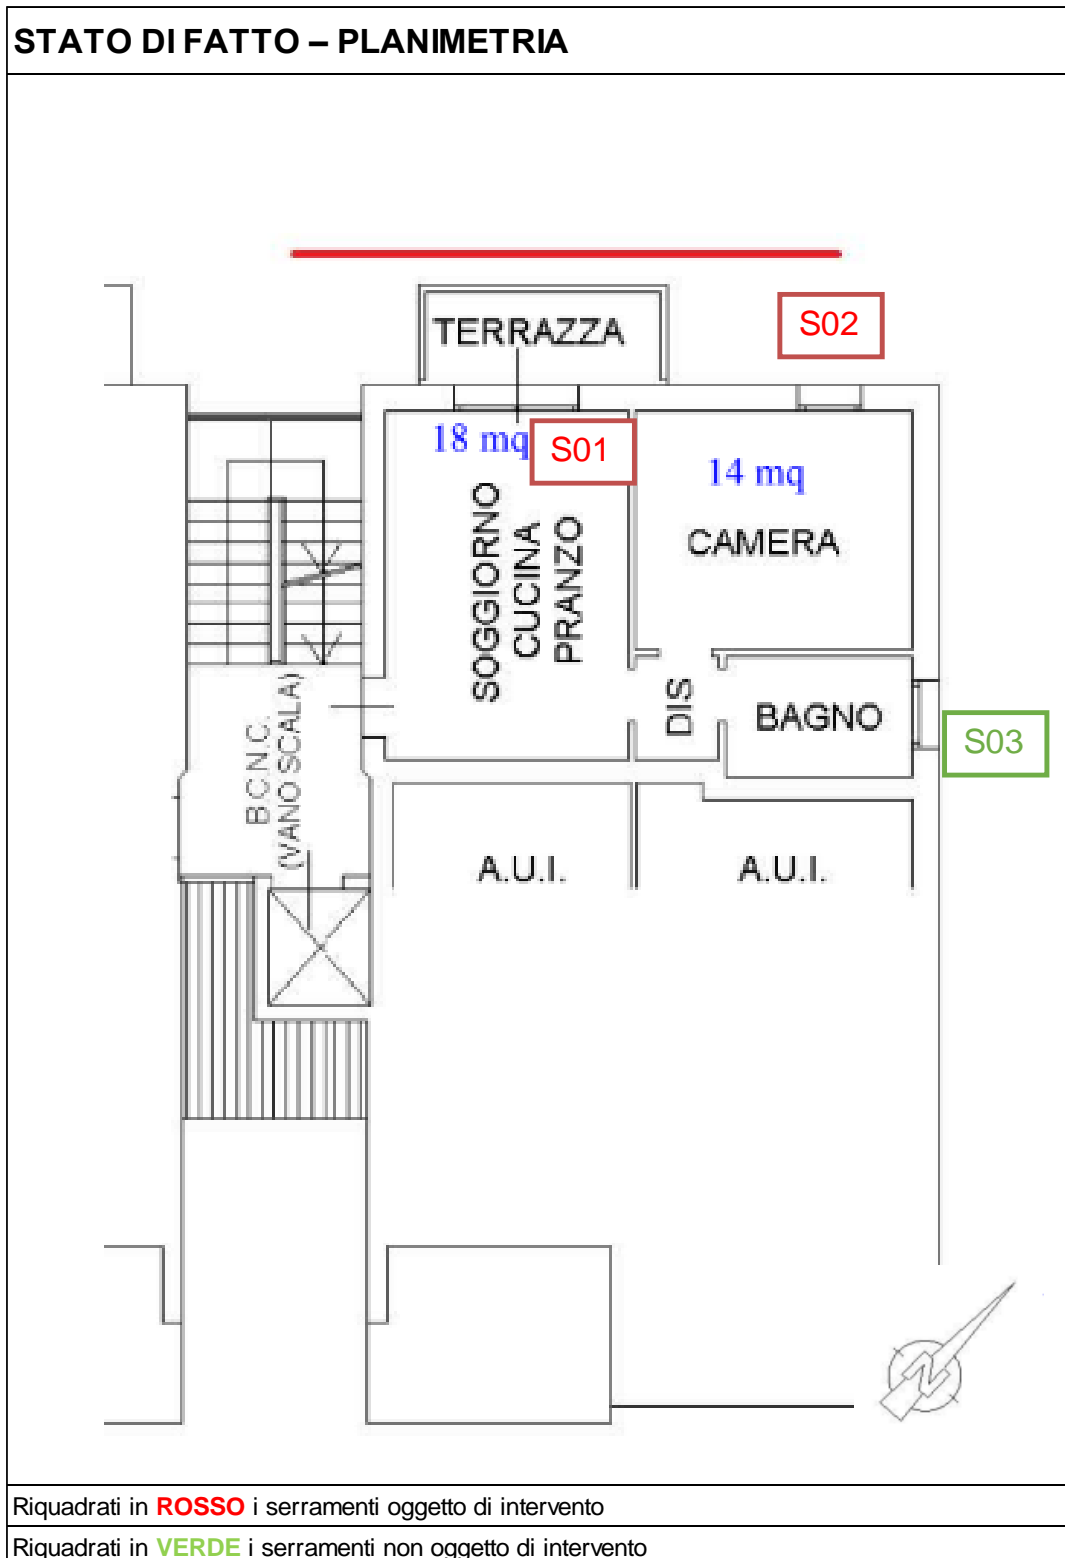 STATO DI FATTO – PLANIMETRIA
TERRAZZA
S02
18 mq
S01
14 mq
SOGGIORNO
CUCINA
PRANZO
CAMERA
DIS
BAGNO
S03
B.C.N.C.
(VANO SCALA)
A.U.I.
A.U.I.
N
Riquadrati in ROSSO i serramenti oggetto di intervento
Riquadrati in VERDE i serramenti non oggetto di intervento